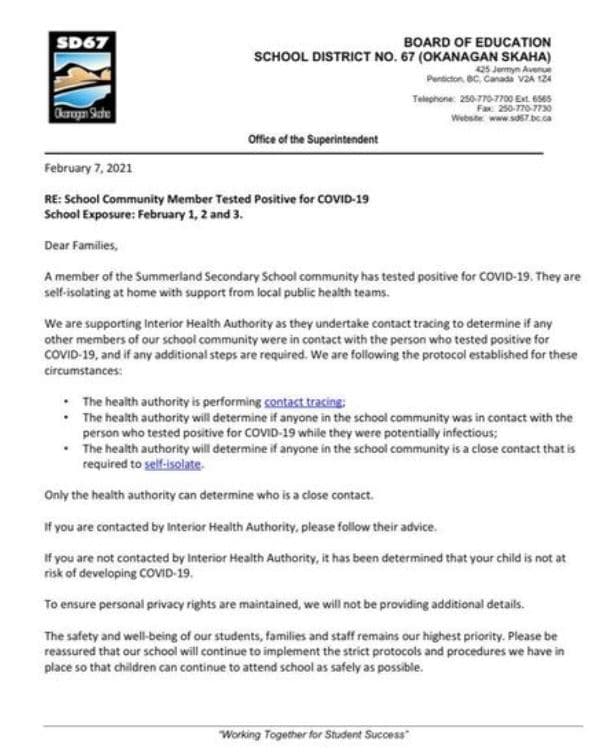 SD67
Okanagan Skaha
BOARD OF EDUCATION
SCHOOL DISTRICT NO. 67 (OKANAGAN SKAHA)
425 Jermyn Avenue
Penticton, BC, Canada V2A 1Z4
Telephone: 250-770-7700 Ext. 6565
Fax: 250-770-7730
Website: www.sd67.bc.ca
Office of the Superintendent
February 7, 2021
RE: School Community Member Tested Positive for COVID-19
School Exposure: February 1, 2 and 3.
Dear Families,
A member of the Summerland Secondary School community has tested positive for COVID-19. They are
self-isolating at home with support from local public health teams.
We are supporting Interior Health Authority as they undertake contact tracing to determine if any
other members of our school community were in contact with the person who tested positive for
COVID-19, and if any additional steps are required. We are following the protocol established for these
circumstances:
• The health authority is performing contact tracing;
• The health authority will determine if anyone in the school community was in contact with the
person who tested positive for COVID-19 while they were potentially infectious;
• The health authority will determine if anyone in the school community is a close contact that is
required to self-isolate.
Only the health authority can determine who is a close contact.
If you are contacted by Interior Health Authority, please follow their advice.
If you are not contacted by Interior Health Authority, it has been determined that your child is not at
risk of developing COVID-19.
To ensure personal privacy rights are maintained, we will not be providing additional details.
The safety and well-being of our students, families and staff remains our highest priority. Please be
reassured that our school will continue to implement the strict protocols and procedures we have in
place so that children can continue to attend school as safely as possible.
"Working Together for Student Success"